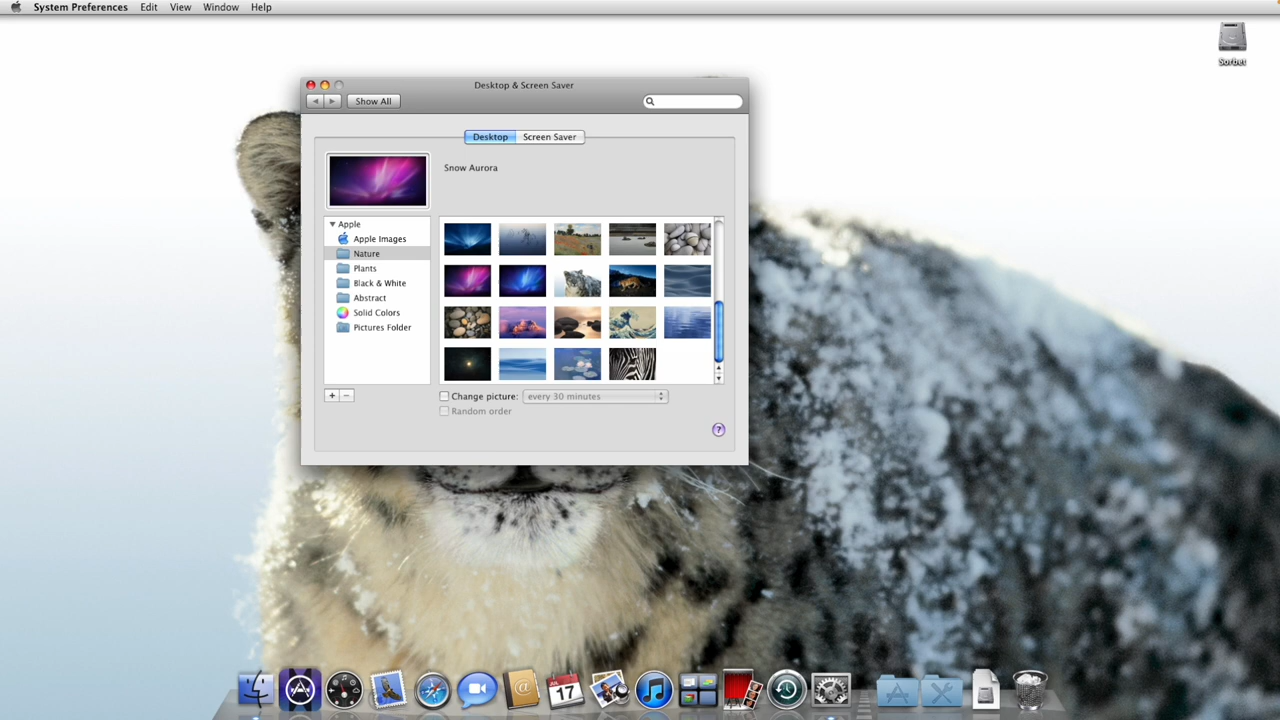 System Preferences Edit View Window Help
Sorbet
Desktop & Screen Saver
Show All
Desktop Screen Saver
Snow Aurora
Apple
Apple Images
Nature
Plants
Black & White
Abstract
Solid Colors
Pictures Folder
+ −
Change picture: every 30 minutes
Random order
?
JUL
17